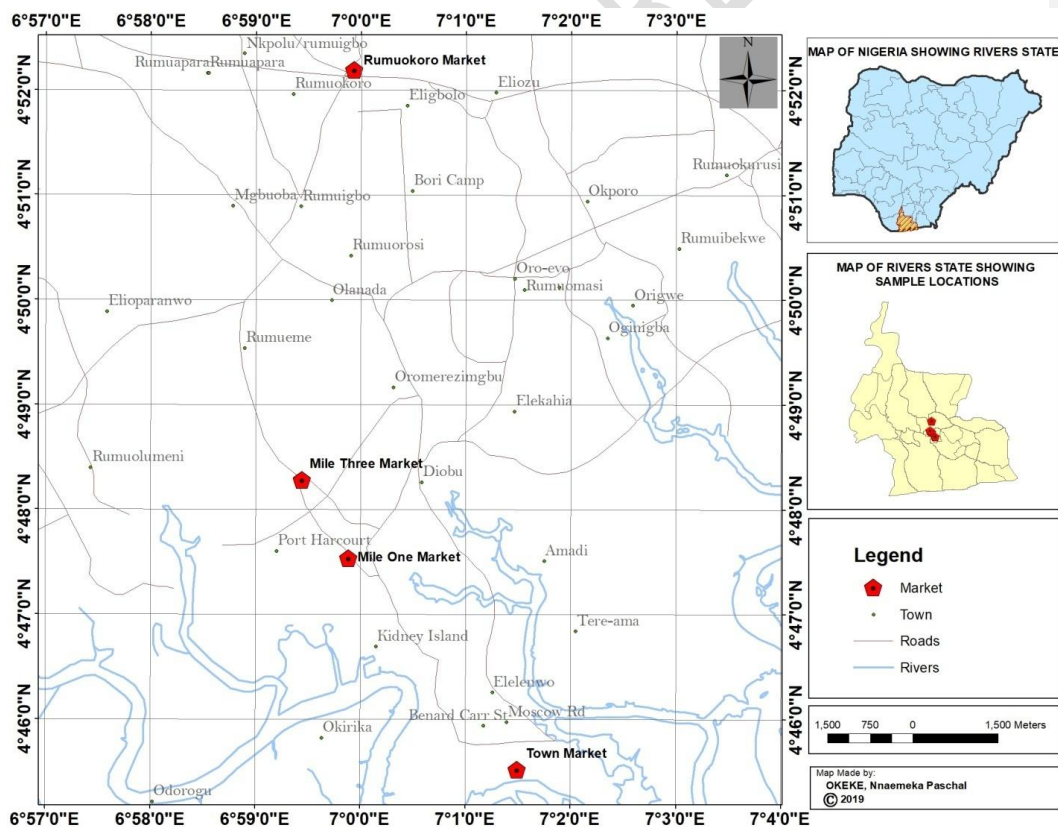 6°57'0"E 6°58'0"E 6°59'0"E 7°0'0"E 7°1'0"E 7°2'0"E 7°3'0"E
Nkpolu/rumuigbo
Rumuokoro Market
RumuaparaRumuapara
N
4°52'0"N
4°52'0"N
Rumuokoro
Eligbolo
Eliozu
Rumuokurusi
4°51'0"N
4°51'0"N
Mgbuoba
Rumuigbo
Bori Camp
Okporo
Rumuorosi
Rumuibekwe
Oro-evo
Rumuomasi
4°50'0"N
4°50'0"N
Elioparanwo
Olanada
Origwe
Rumueme
Oginigba
Oromerezimgbu
4°49'0"N
4°49'0"N
Elekahia
Rumuolumeni
Mile Three Market
Diobu
4°48'0"N
4°48'0"N
Port Harcourt
Mile One Market
Amadi
4°47'0"N
4°47'0"N
Kidney Island
Tere-ama
Elelenwo
4°46'0"N
4°46'0"N
Okirika
Benard Carr St
Moscow Rd
Town Market
Odorogu
6°57'0"E 6°58'0"E 6°59'0"E 7°0'0"E 7°1'0"E 7°2'0"E 7°3'0"E 7°4'0"E
MAP OF NIGERIA SHOWING RIVERS STATE
MAP OF RIVERS STATE SHOWING
SAMPLE LOCATIONS
Legend
Market
Town
Roads
Rivers
1,500 750 0 1,500 Meters
Map Made by:
OKEKE, Nnaemeka Paschal
© 2019